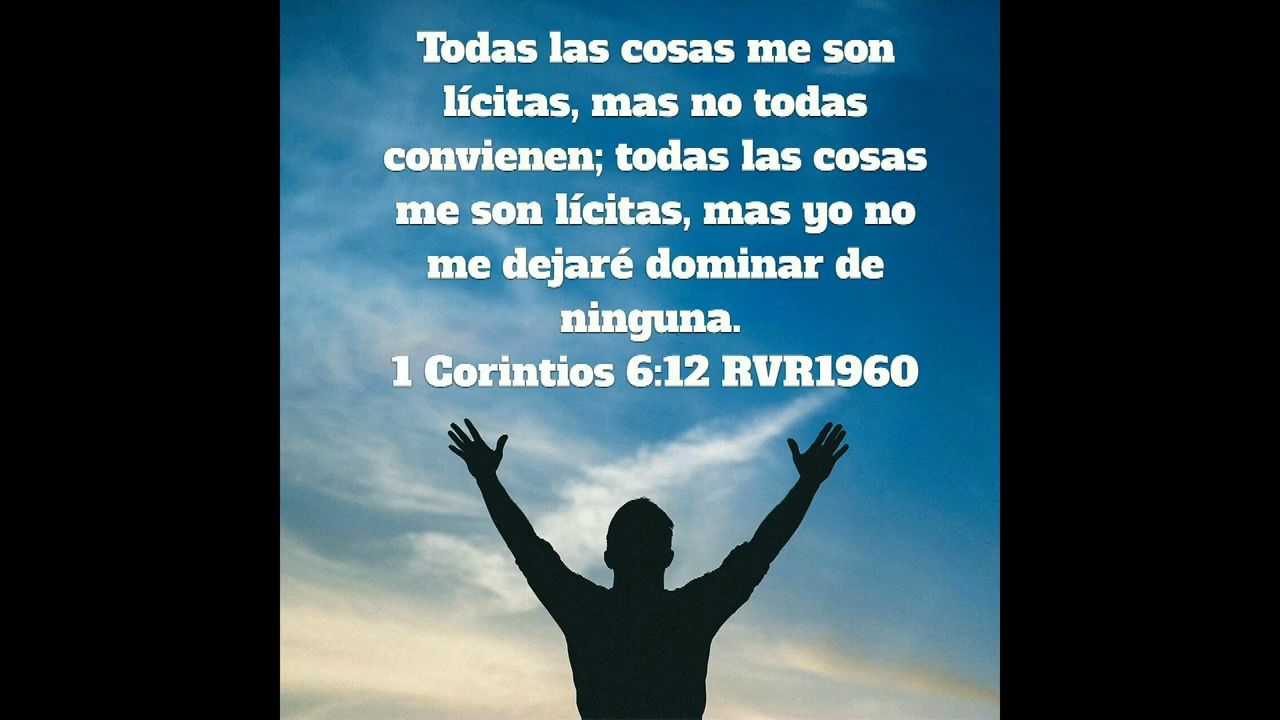 Todas las cosas me son
lícitas, mas no todas
convienen; todas las cosas
me son lícitas, mas yo no
me dejaré dominar de
ninguna.
1 Corintios 6:12 RVR1960